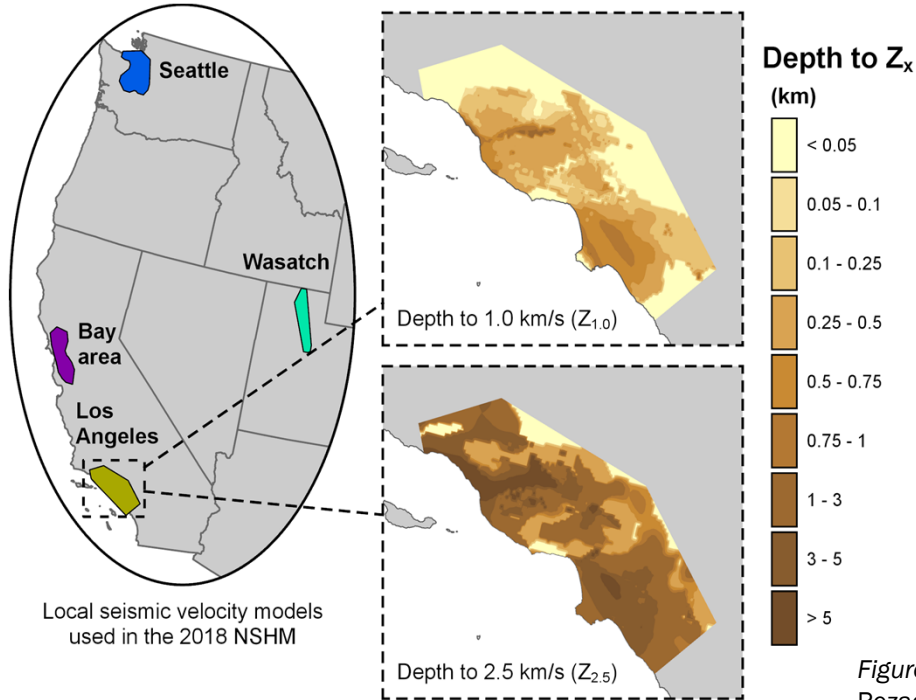 Seattle
Wasatch
Bay
area
Los
Angeles
Local seismic velocity models
used in the 2018 NSHM
Depth to 1.0 km/s (Z1.0)
Depth to 2.5 km/s (Z2.5)
Depth to Zx
(km)
< 0.05
0.05 - 0.1
0.1 - 0.25
0.25 - 0.5
0.5 - 0.75
0.75 - 1
1 - 3
3 - 5
> 5
Figure